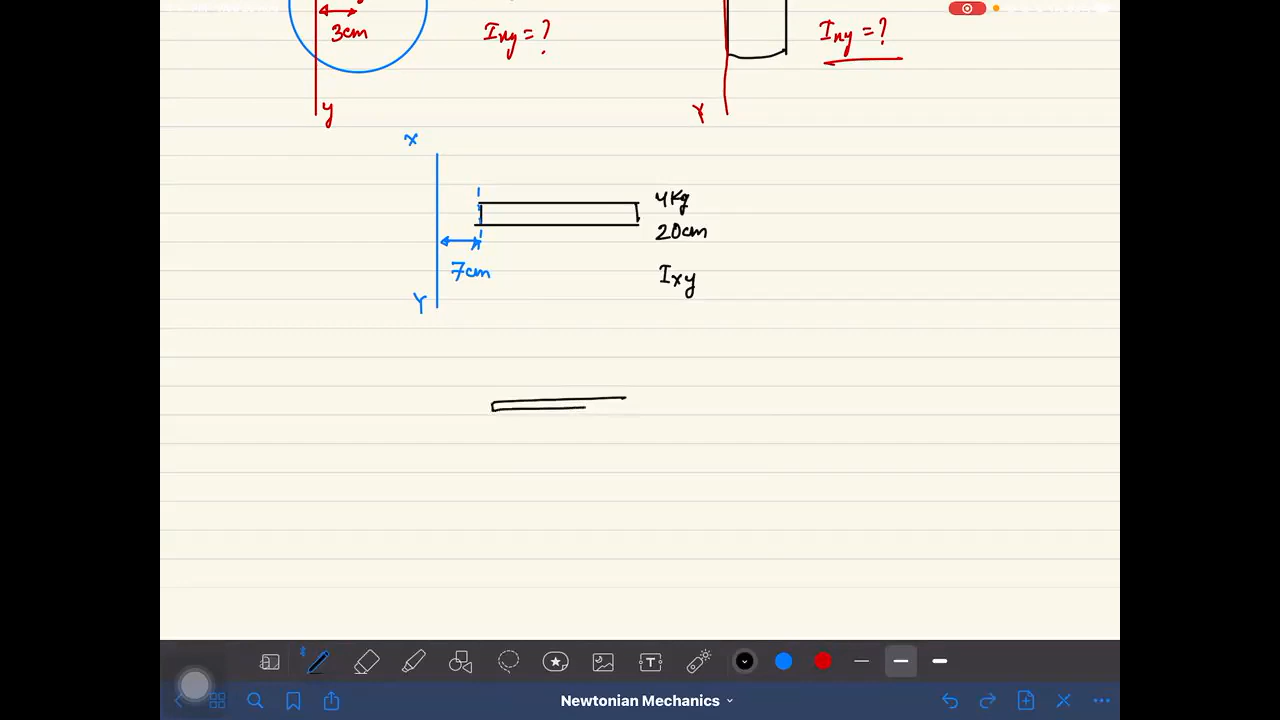 3cm
Ixy = ?
Ixy = ?
y
Y
x
4Kg
20cm
7cm
Ixy
Y
T
Newtonian Mechanics